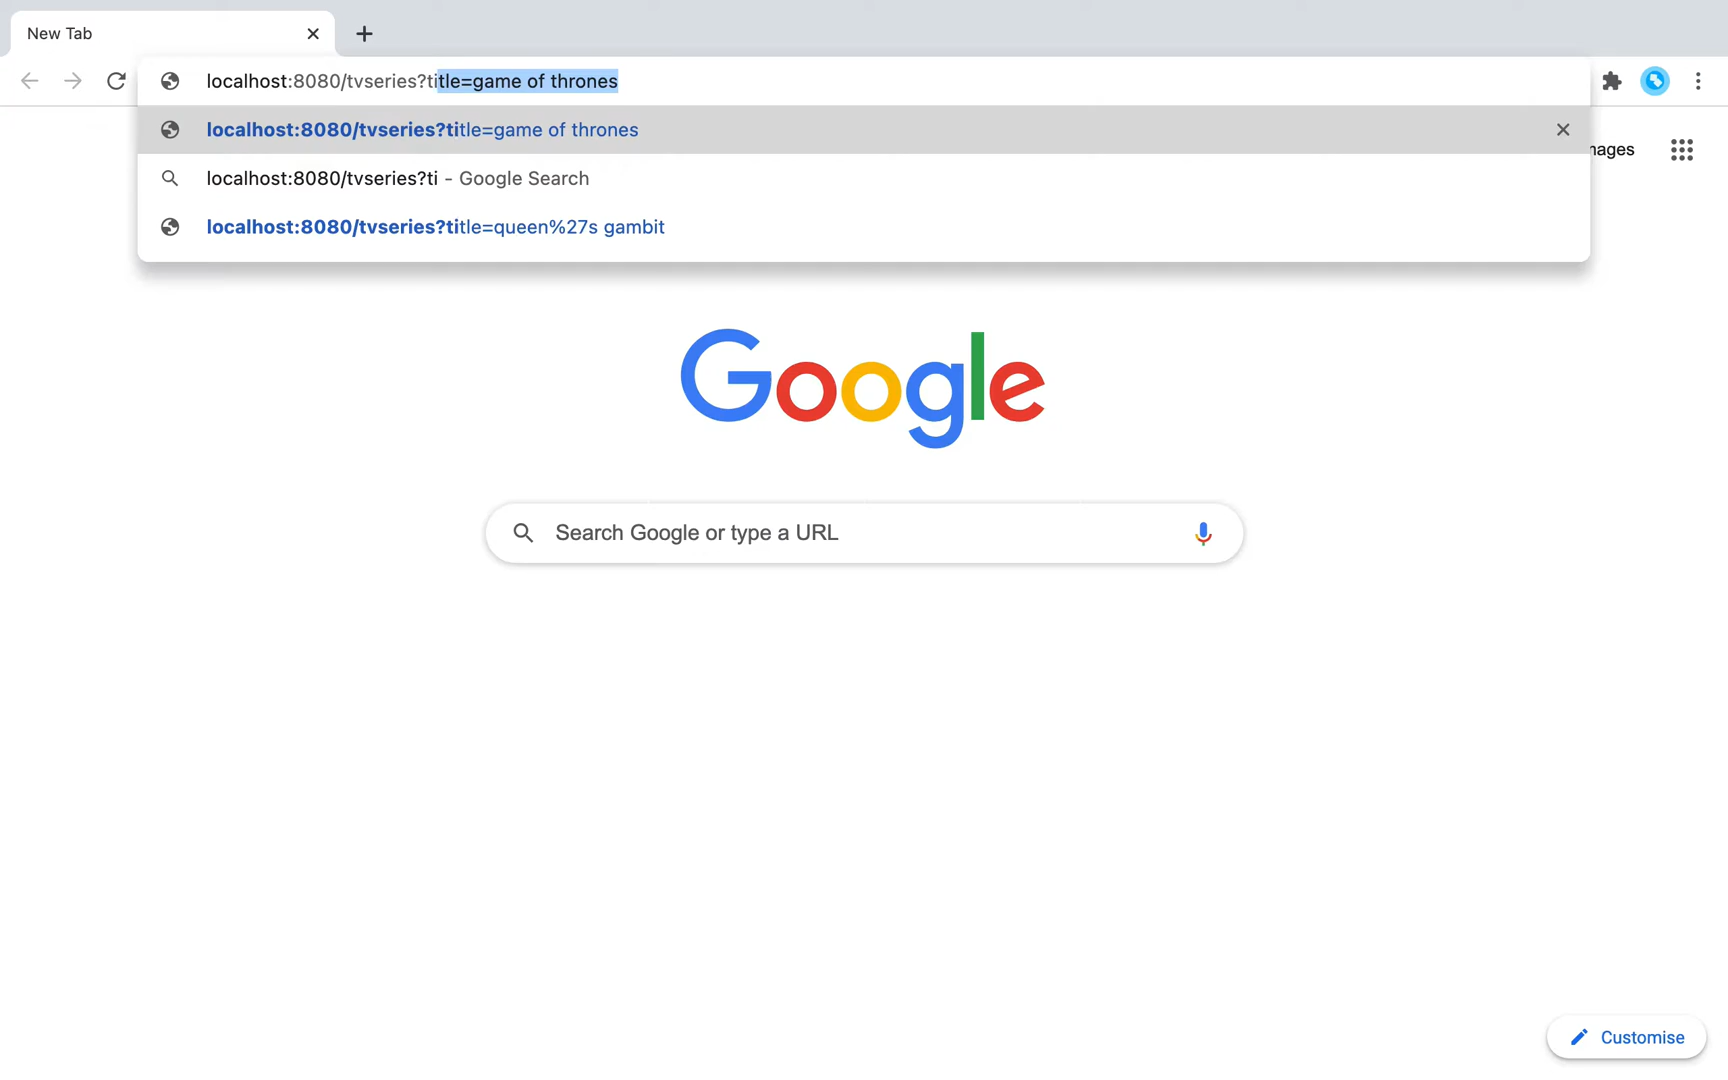 New Tab
localhost:8080/tvseries?title=game of thrones
localhost:8080/tvseries?title=game of thrones
localhost:8080/tvseries?ti - Google Search
localhost:8080/tvseries?title=queen%27s gambit
Google
Search Google or type a URL
Customise